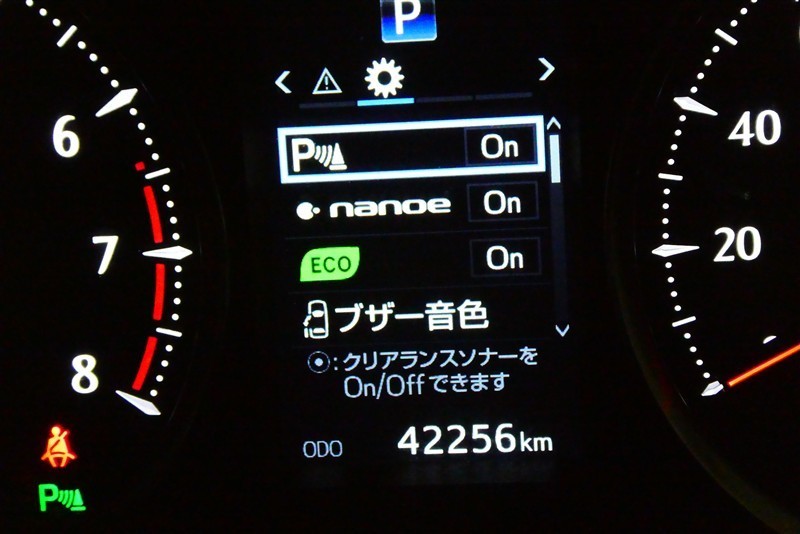 P
6
7
8
40
20
P On
nanoe On
ECO On
ブザー音色
:クリアランスソナーを
On/Offできます
ODO 42256km
P